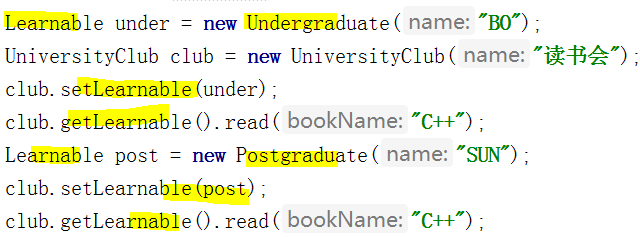 Learnable under = new Undergraduate( name: "BO");
UniversityClub club = new UniversityClub( name: "读书会");
club.setLearnable(under);
club.getLearnable().read( bookName: "C++");
Learnable post = new Postgraduate( name: "SUN");
club.setLearnable(post);
club.getLearnable().read( bookName: "C++");